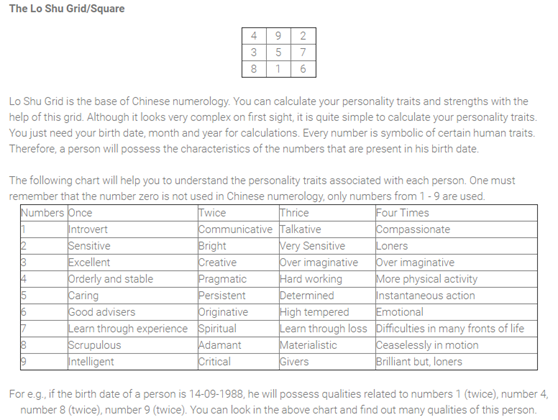 The Lo Shu Grid/Square
4 9 2
3 5 7
8 1 6
Lo Shu Grid is the base of Chinese numerology. You can calculate your personality traits and strengths with the
help of this grid. Although it looks very complex on first sight, it is quite simple to calculate your personality traits.
You just need your birth date, month and year for calculations. Every number is symbolic of certain human traits.
Therefore, a person will possess the characteristics of the numbers that are present in his birth date.
The following chart will help you to understand the personality traits associated with each person. One must
remember that the number zero is not used in Chinese numerology, only numbers from 1 - 9 are used.
Numbers Once Twice Thrice Four Times
1 Introvert Communicative Talkative Compassionate
2 Sensitive Bright Very Sensitive Loners
3 Excellent Creative Over imaginative Over imaginative
4 Orderly and stable Pragmatic Hard working More physical activity
5 Caring Persistent Determined Instantaneous action
6 Good advisers Originative High tempered Emotional
7 Learn through experience Spiritual Learn through loss Difficulties in many fronts of life
8 Scrupulous Adamant Materialistic Ceaselessly in motion
9 Intelligent Critical Givers Brilliant but, loners
For e.g., if the birth date of a person is 14-09-1988, he will possess qualities related to numbers 1 (twice), number 4,
number 8 (twice), number 9 (twice). You can look in the above chart and find out many qualities of this person.